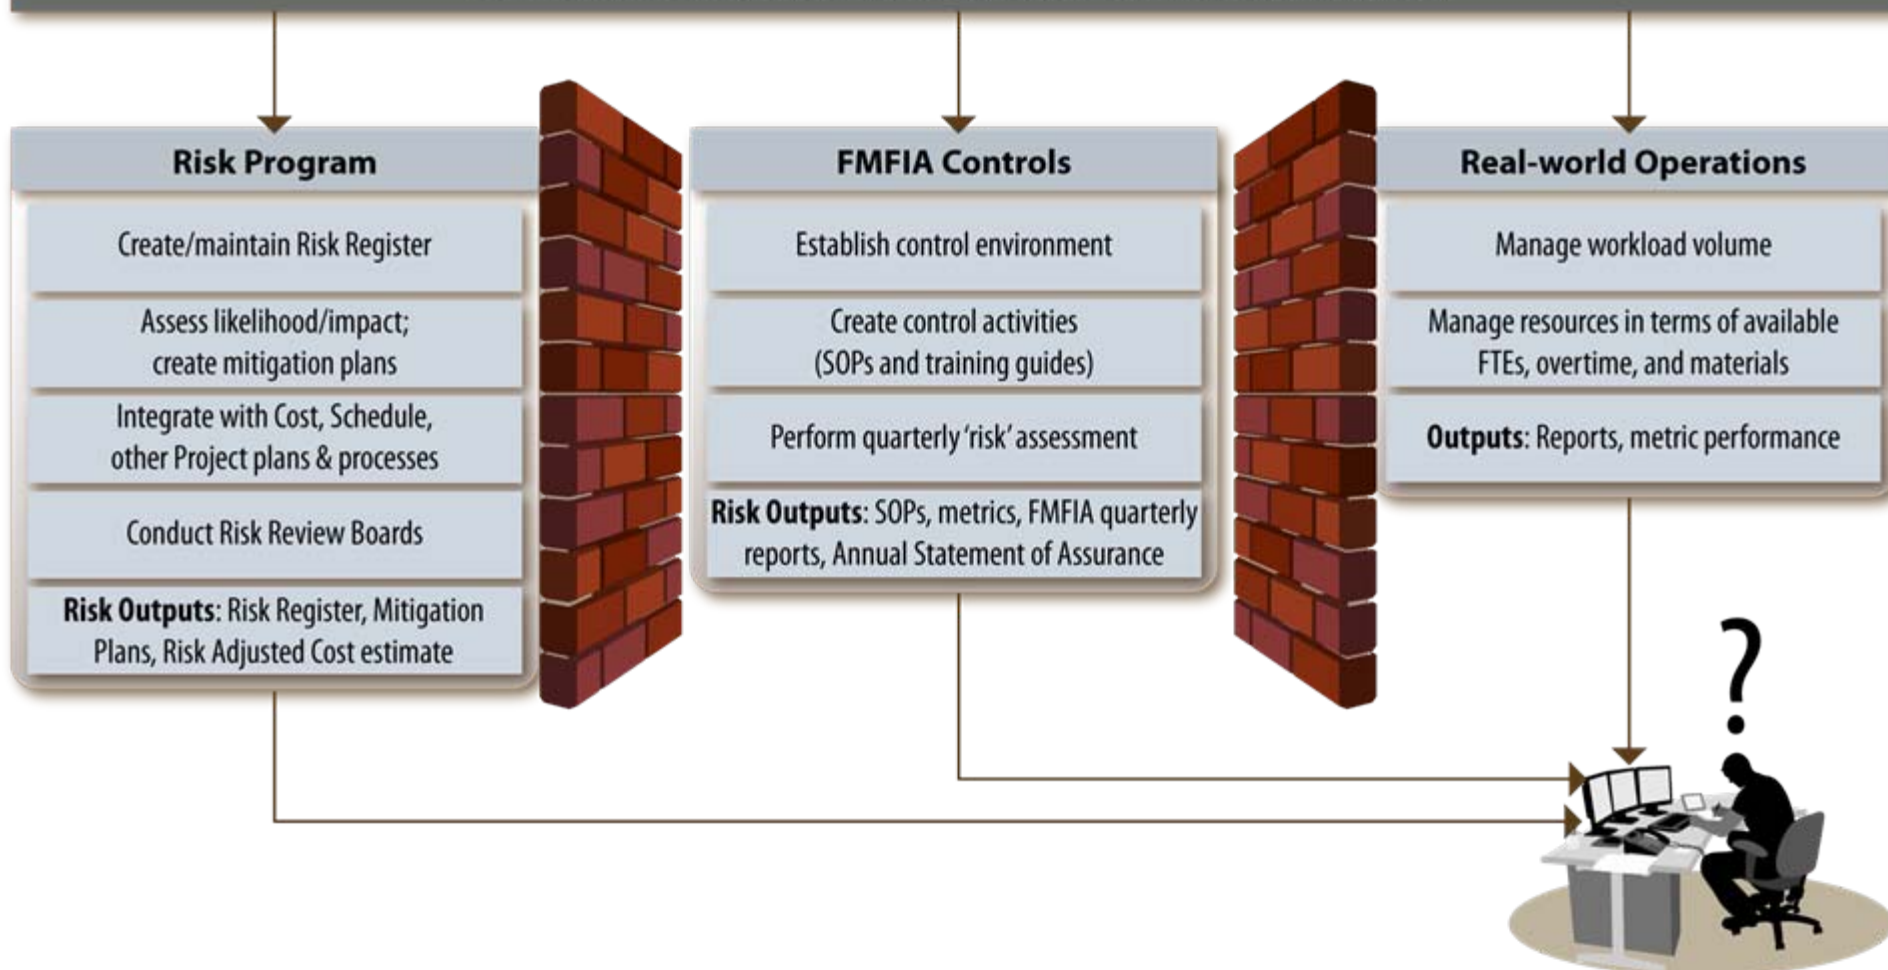 Risk Program
Create/maintain Risk Register
Assess likelihood/impact;
create mitigation plans
Integrate with Cost, Schedule,
other Project plans & processes
Conduct Risk Review Boards
Risk Outputs: Risk Register, Mitigation
Plans, Risk Adjusted Cost estimate
FMFIA Controls
Establish control environment
Create control activities
(SOPs and training guides)
Perform quarterly ‘risk’ assessment
Risk Outputs: SOPs, metrics, FMFIA quarterly
reports, Annual Statement of Assurance
Real-world Operations
Manage workload volume
Manage resources in terms of available
FTEs, overtime, and materials
Outputs: Reports, metric performance
?